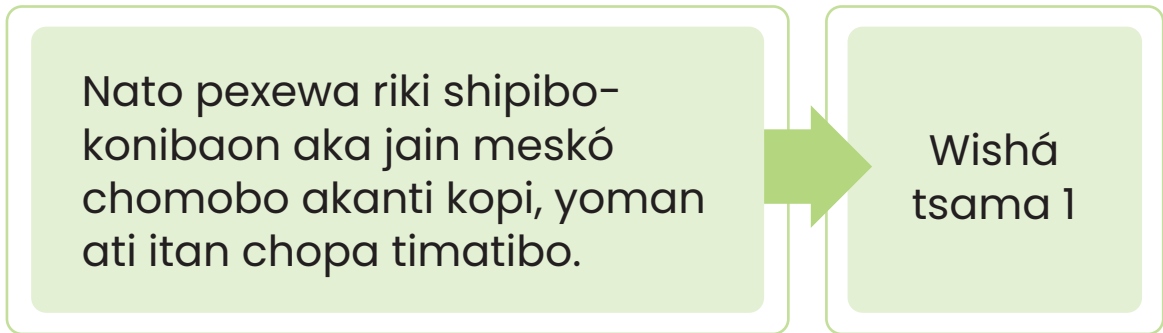 Nato pexewa riki shipibo-
konibaon aka jain meskó
chomobo akanti kopi, yoman
ati itan chopa timatibo.
Wishá
tsama 1